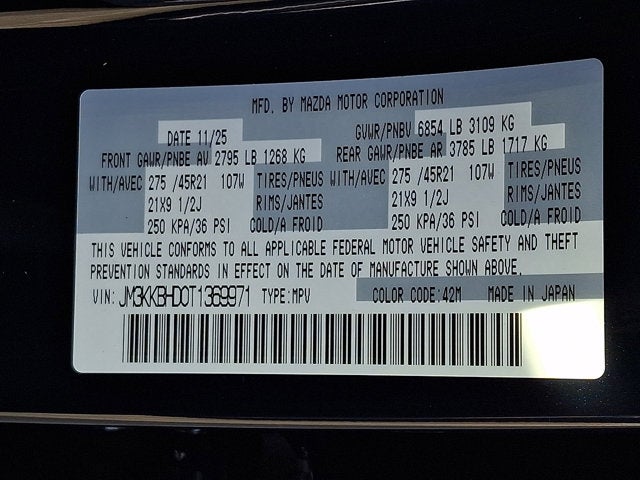 MFD. BY MAZDA MOTOR CORPORATION
DATE 11/25 GVWR/PNBV 6854 LB 3109 KG
FRONT GAWR/PNBE AV 2795 LB 1268 KG REAR GAWR/PNBE AR 3785 LB 1717 KG
WITH/AVEC 275 /45R21 107W TIRES/PNEUS WITH/AVEC 275 /45R21 107W TIRES/PNEUS
21X9 1/2J RIMS/JANTES 21X9 1/2J RIMS/JANTES
250 KPA/36 PSI COLD/A FROID 250 KPA/36 PSI COLD/A FROID
THIS VEHICLE CONFORMS TO ALL APPLICABLE FEDERAL MOTOR VEHICLE SAFETY AND THEFT
PREVENTION STANDARDS IN EFFECT ON THE DATE OF MANUFACTURE SHOWN ABOVE.
VIN: JM3KKBHD0T1369971 TYPE:MPV COLOR CODE:42M MADE IN JAPAN